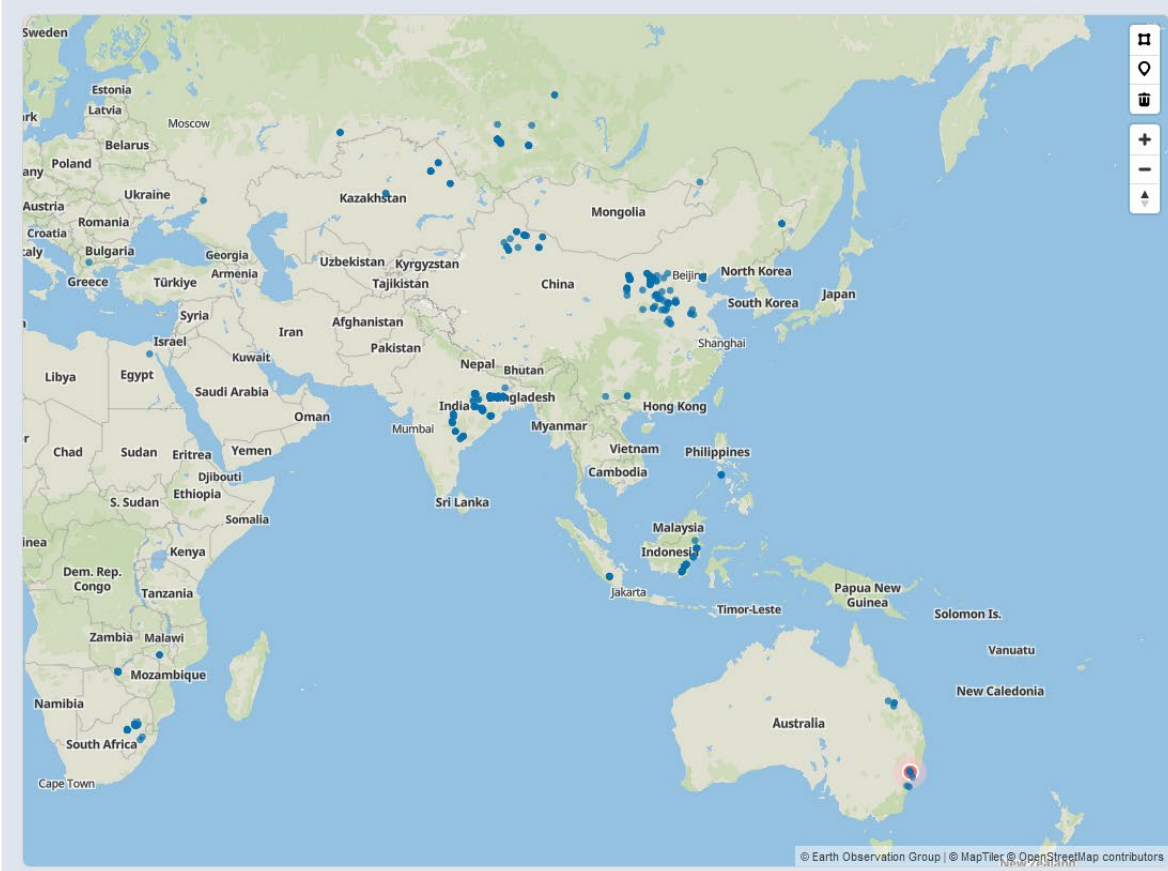 Sweden
Estonia
Latvia
Moscow
Belarus
Poland
Ukraine
Kazakhstan
Mongolia
Austria
Romania
Croatia
Bulgaria
Georgia
Uzbekistan
Kyrgyzstan
Beijing
North Korea
Greece
Türkiye
Armenia
Tajikistan
China
Japan
South Korea
Syria
Afghanistan
Iran
Israel
Pakistan
Shanghai
Kuwait
Nepal
Bhutan
Libya
Egypt
Saudi Arabia
India
ngladesh
Hong Kong
Oman
Mumbai
Myanmar
Chad
Sudan
Eritrea
Yemen
Vietnam
Philippines
Djibouti
Cambodia
Ethiopia
S. Sudan
Sri Lanka
Somalia
Malaysia
inea
Kenya
Indonesia
Dem. Rep.
Congo
Tanzania
Jakarta
Papua New
Guinea
Timor-Leste
Solomon Is.
Zambia
Malawi
Vanuatu
Mozambique
New Caledonia
Namibia
Australia
South Africa
Cape Town
© Earth Observation Group | © MapTiler © OpenStreetMap contributors
New Zealand